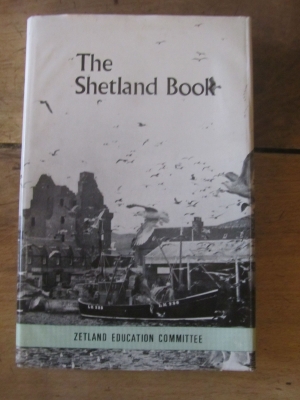 The
Shetland Book
ZETLAND EDUCATION COMMITTEE